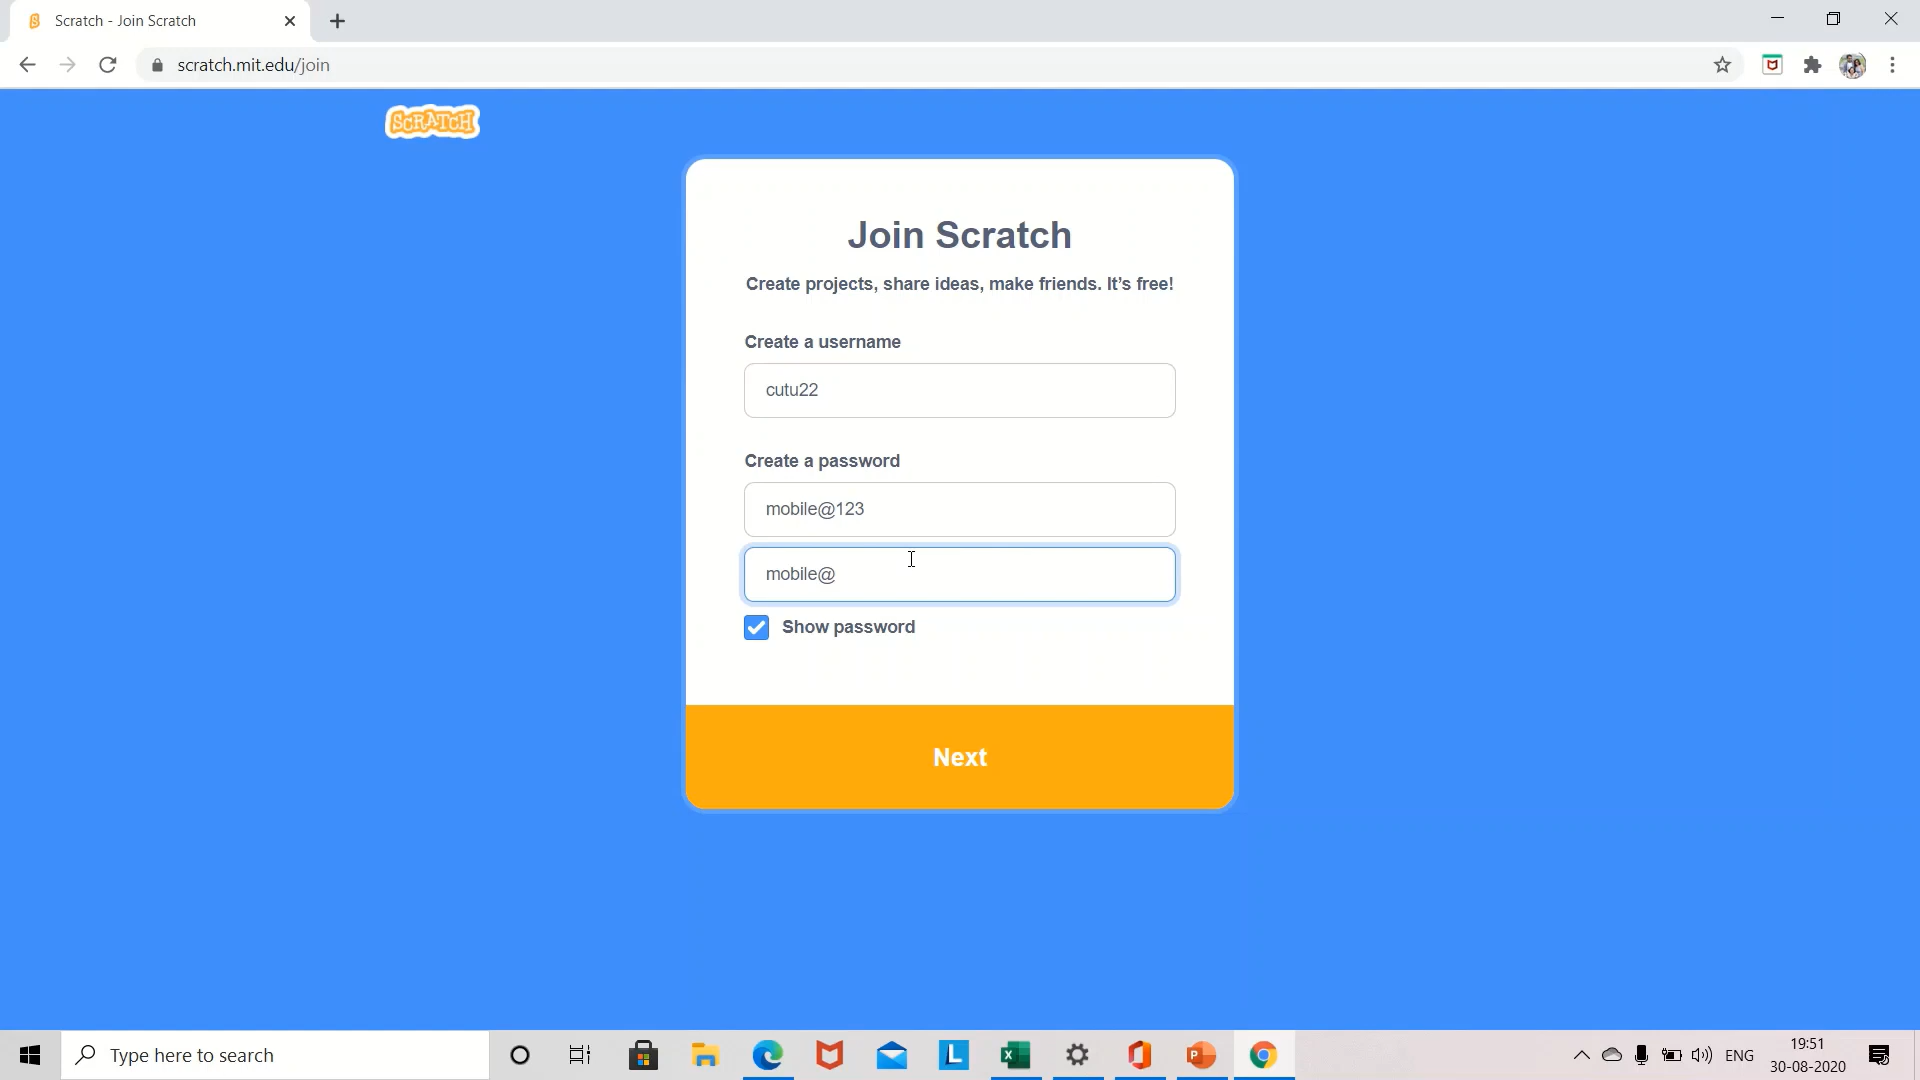 Scratch - Join Scratch
scratch.mit.edu/join
SCRATCH
Join Scratch
Create projects, share ideas, make friends. It’s free!
Create a username
cutu22
Create a password
mobile@123
mobile@
Show password
Next
Type here to search
L
ENG
19:51
30-08-2020